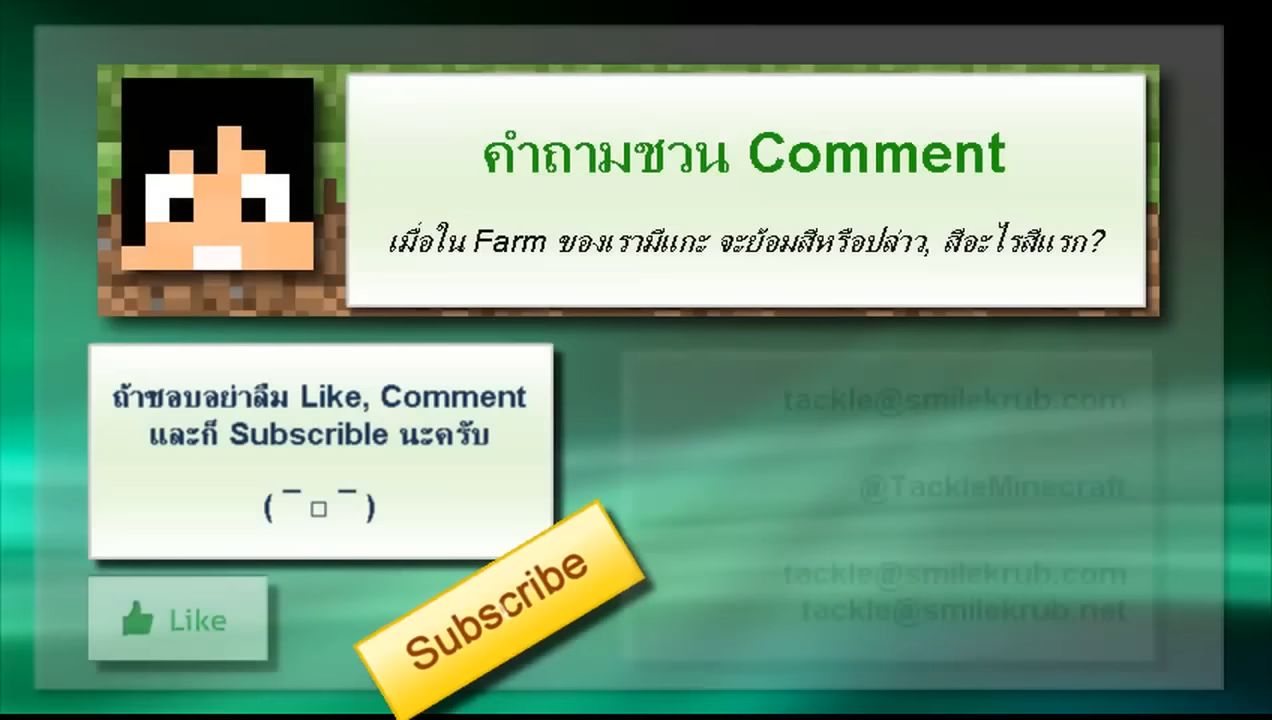 คำถามชวน Comment
เมื่อใน Farm ของเรามีแกะ จะย้อมสีหรือปล่าว, สีอะไรสีแรก?
ถ้าชอบอย่าลืม Like, Comment
และก็ Subscrible นะครับ
( ¯ □ ¯ )
Like
Subscribe
tackle@smilekrub.com
@TackleMinecraft
tackle@smilekrub.com
tackle@smilekrub.net